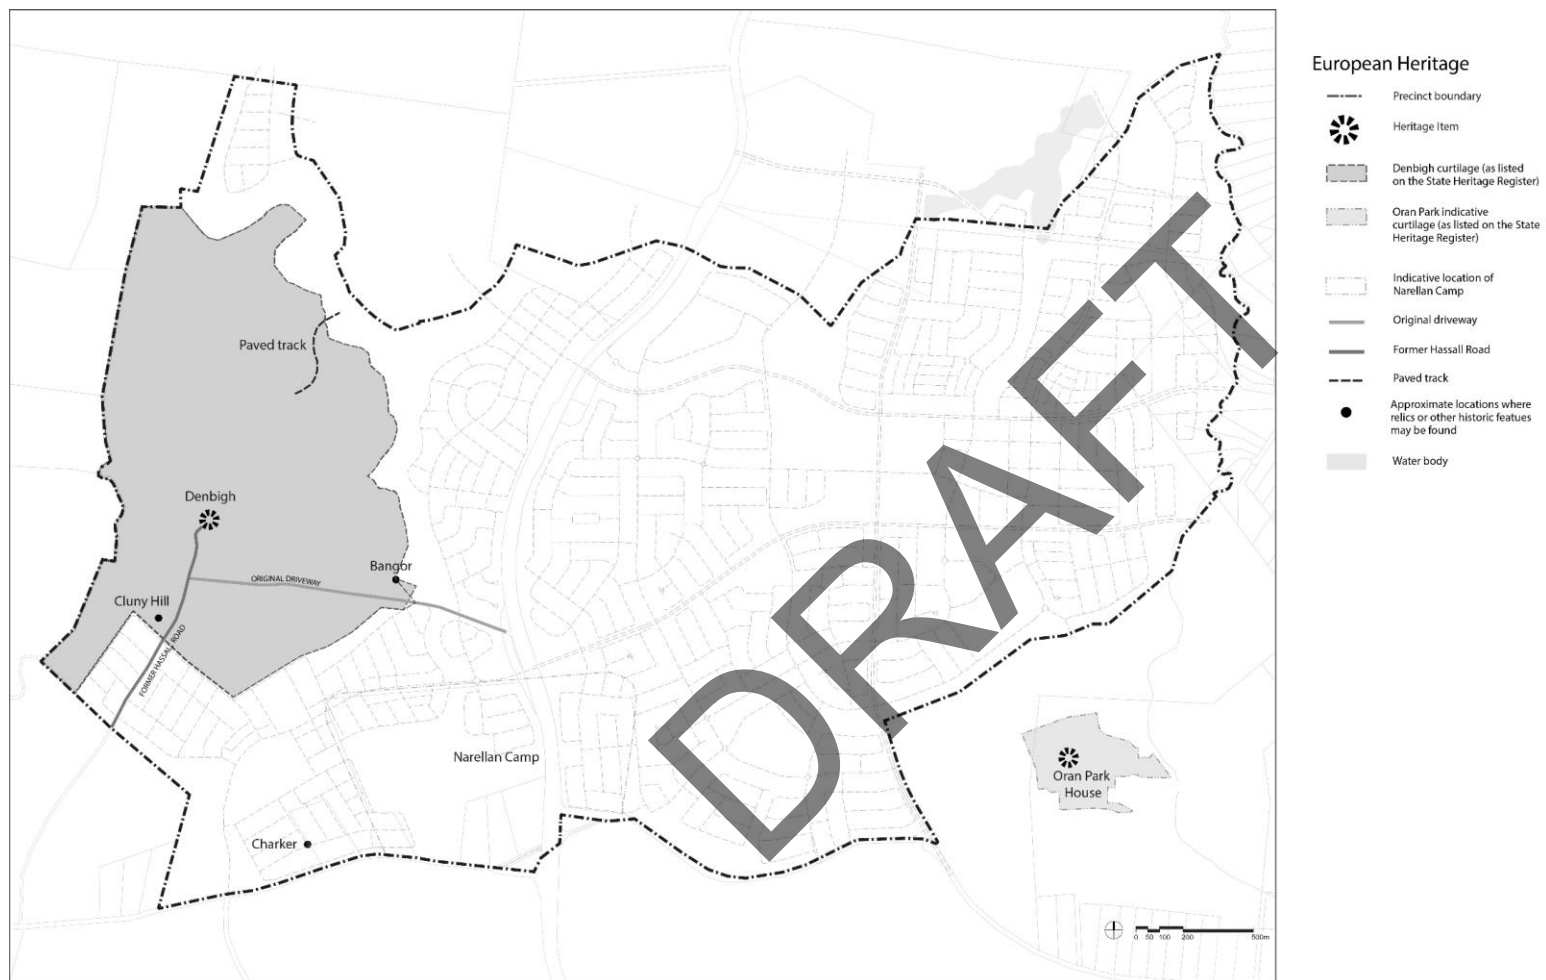 European Heritage
Precinct boundary
Heritage Item
Denbigh curtilage (as listed
on the State Heritage Register)
Oran Park indicative
curtilage (as listed on the State
Heritage Register)
Indicative location of
Narellan Camp
Original driveway
Former Hassall Road
Paved track
Approximate locations where
relics or other historic featues
may be found
Water body
Paved track
Denbigh
Bangor
ORIGINAL DRIVEWAY
Cluny Hill
FORMER HASSALL ROAD
Narellan Camp
Charker
Oran Park
House
DRAFT
0 50 100 200 500m